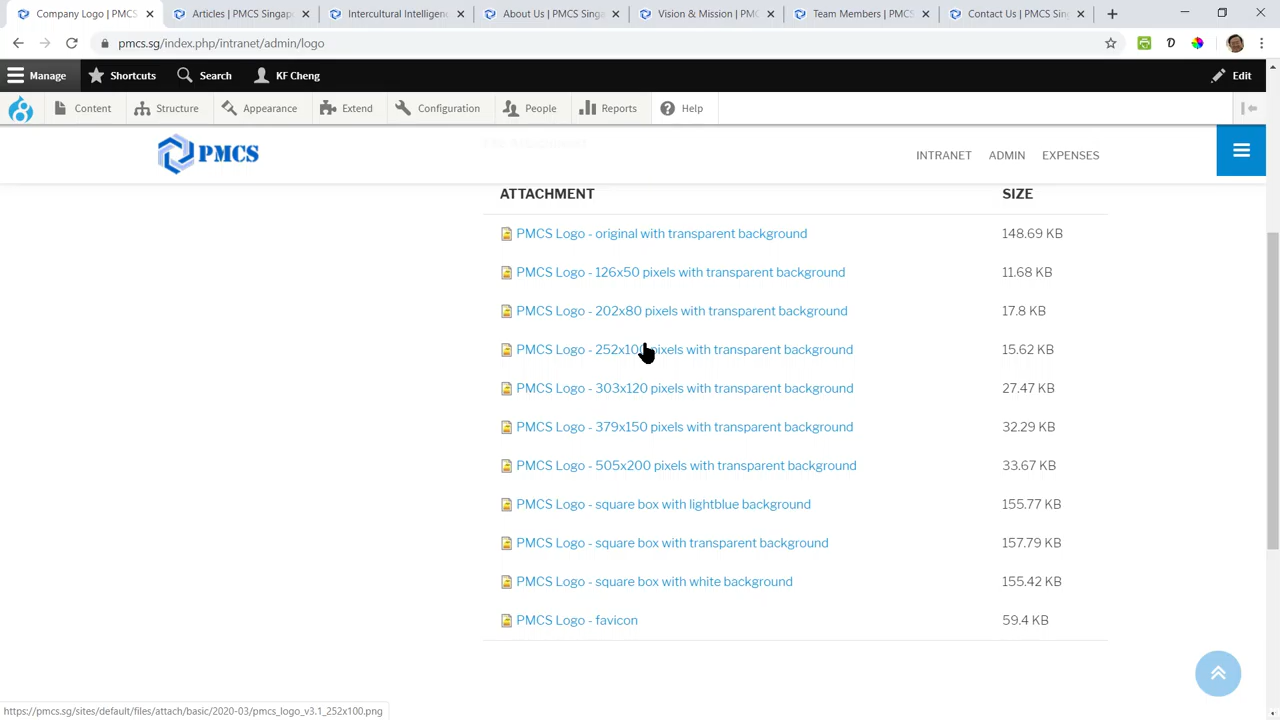 Company Logo | PMCS
Articles | PMCS Singap
Intercultural Intelligenc
About Us | PMCS Singa
Vision & Mission | PMC
Team Members | PMCS
Contact Us | PMCS Sing
pmcs.sg/index.php/intranet/admin/logo
Manage
Shortcuts
Search
KF Cheng
Edit
Content
Structure
Appearance
Extend
Configuration
People
Reports
Help
PMCS
INTRANET
ADMIN
EXPENSES
ATTACHMENT SIZE
PMCS Logo - original with transparent background 148.69 KB
PMCS Logo - 126x50 pixels with transparent background 11.68 KB
PMCS Logo - 202x80 pixels with transparent background 17.8 KB
PMCS Logo - 252x100 pixels with transparent background 15.62 KB
PMCS Logo - 303x120 pixels with transparent background 27.47 KB
PMCS Logo - 379x150 pixels with transparent background 32.29 KB
PMCS Logo - 505x200 pixels with transparent background 33.67 KB
PMCS Logo - square box with lightblue background 155.77 KB
PMCS Logo - square box with transparent background 157.79 KB
PMCS Logo - square box with white background 155.42 KB
PMCS Logo - favicon 59.4 KB
https://pmcs.sg/sites/default/files/attach/basic/2020-03/pmcs_logo_v3.1_252x100.png